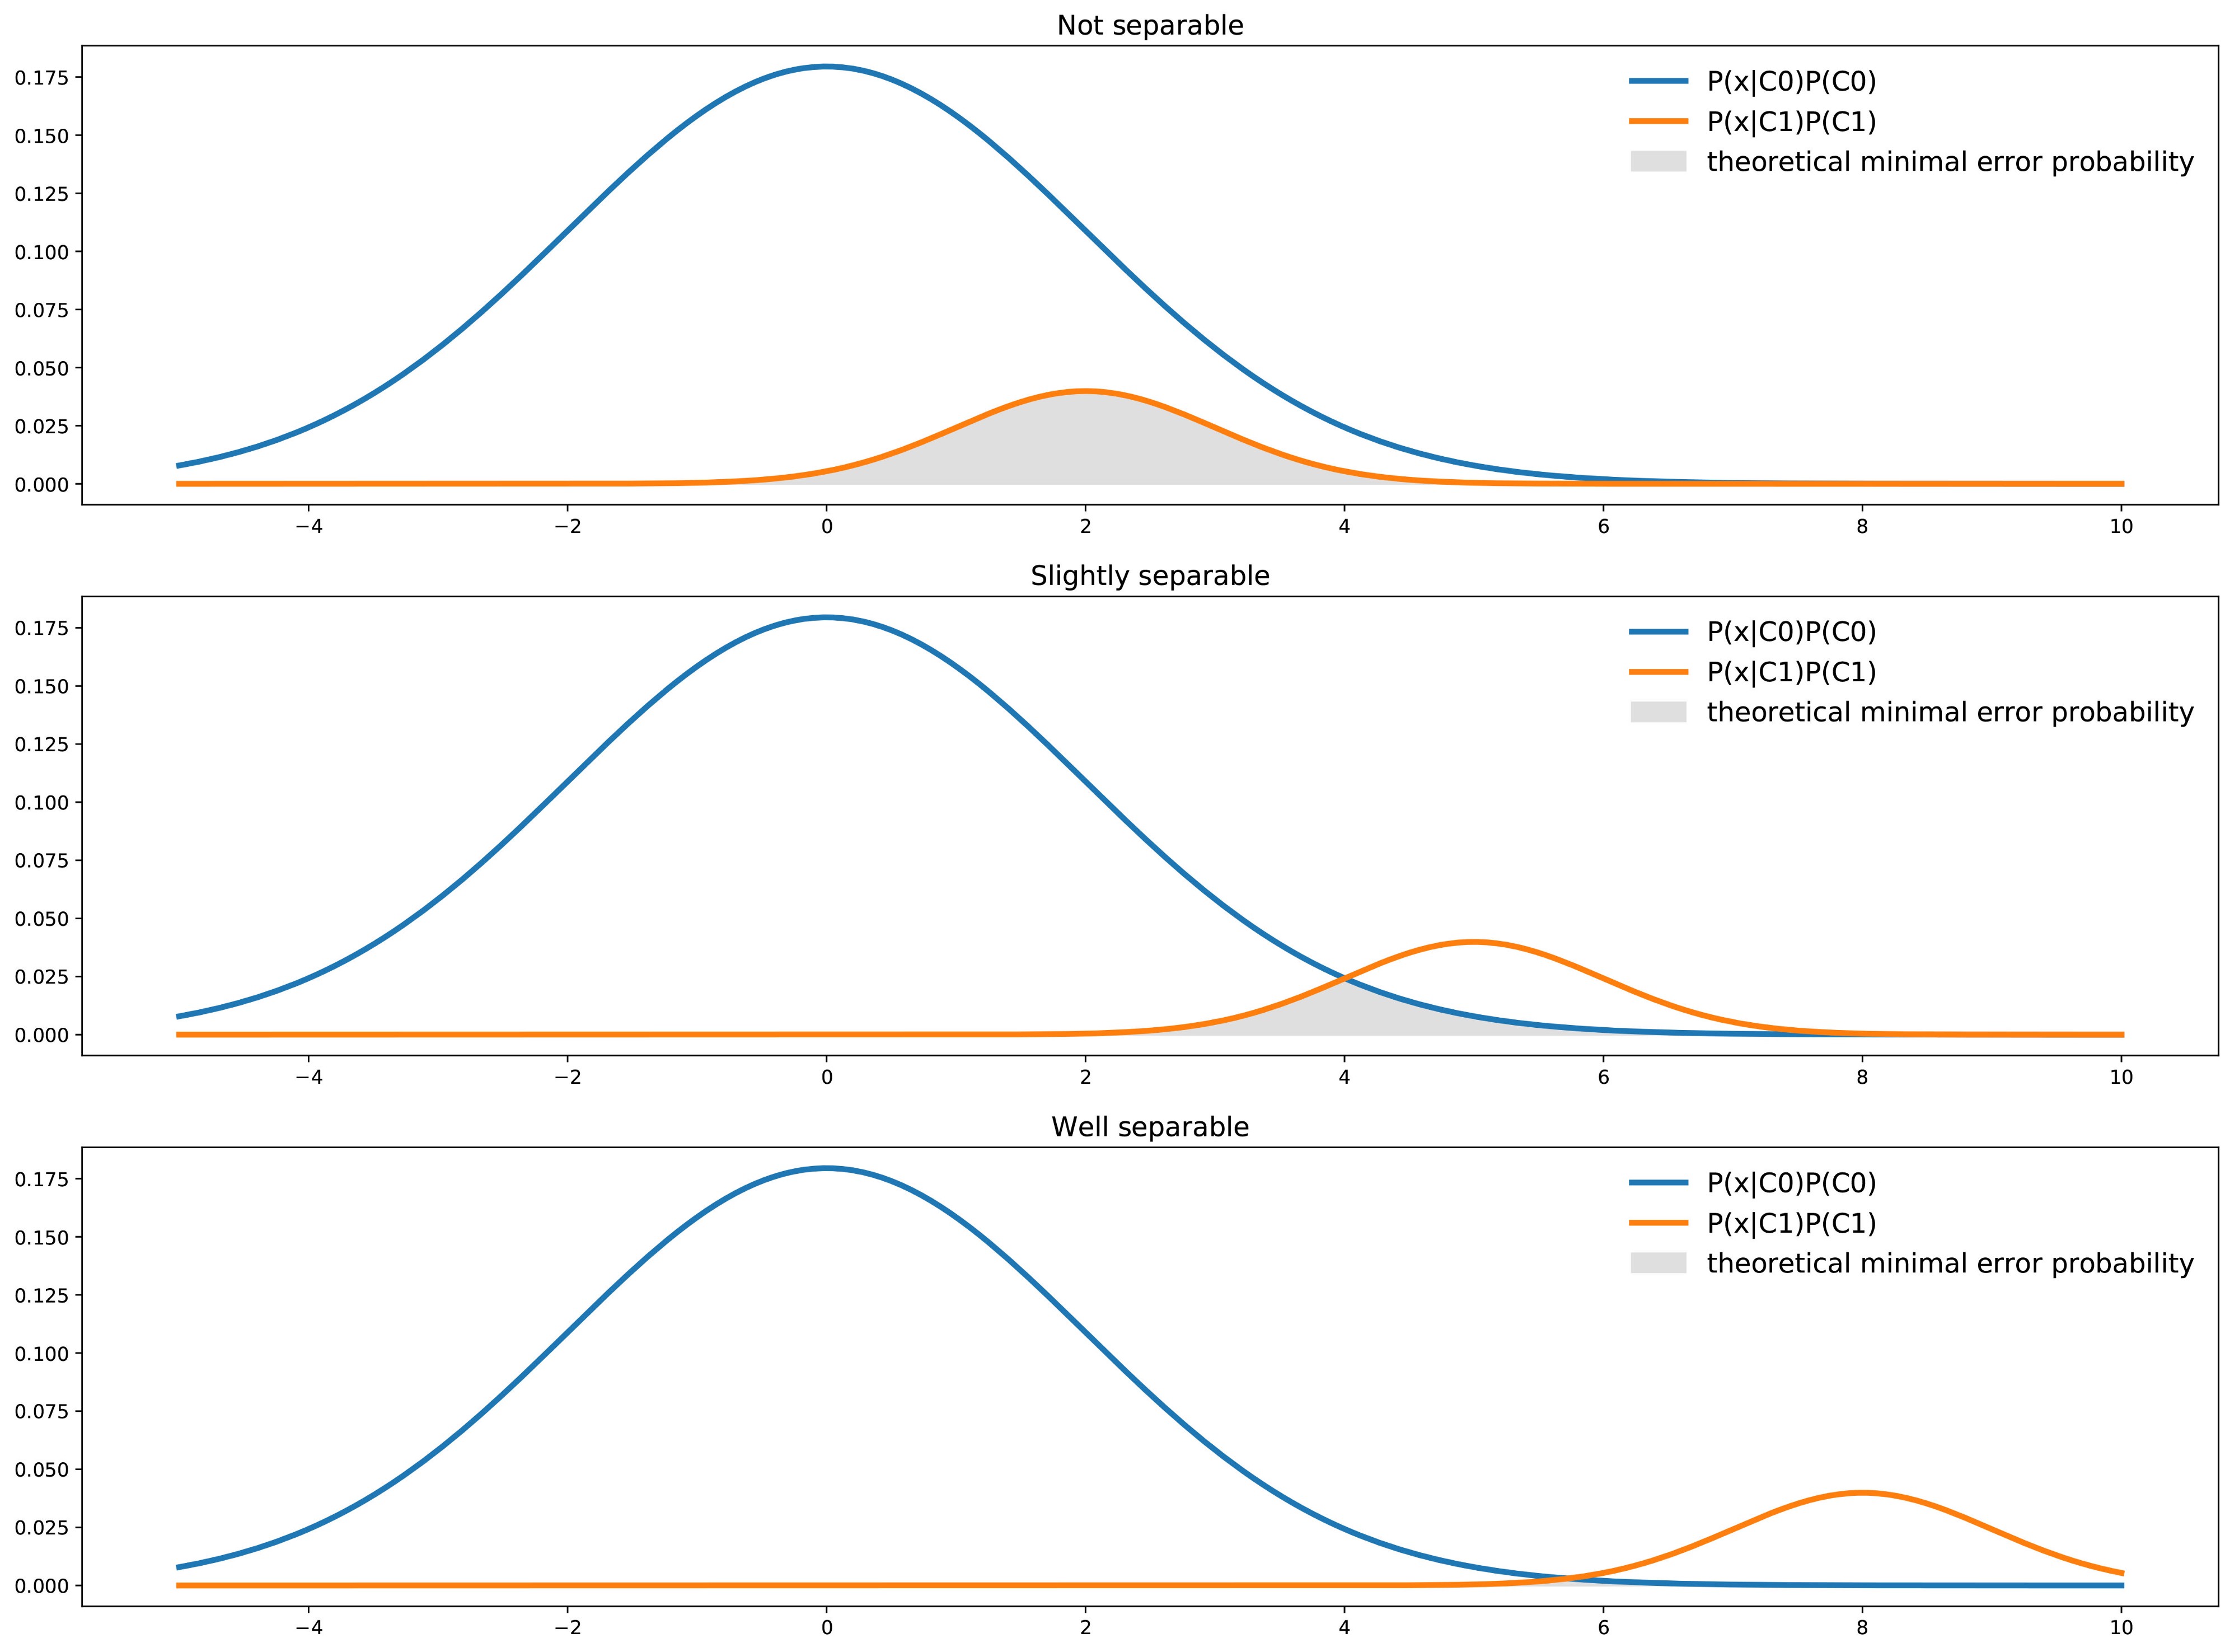 Not separable
0.175
0.150
0.125
0.100
0.075
0.050
0.025
0.000
P(x|C0)P(C0)
P(x|C1)P(C1)
theoretical minimal error probability
−4 −2 0 2 4 6 8 10
Slightly separable
0.175
0.150
0.125
0.100
0.075
0.050
0.025
0.000
P(x|C0)P(C0)
P(x|C1)P(C1)
theoretical minimal error probability
−4 −2 0 2 4 6 8 10
Well separable
0.175
0.150
0.125
0.100
0.075
0.050
0.025
0.000
P(x|C0)P(C0)
P(x|C1)P(C1)
theoretical minimal error probability
−4 −2 0 2 4 6 8 10